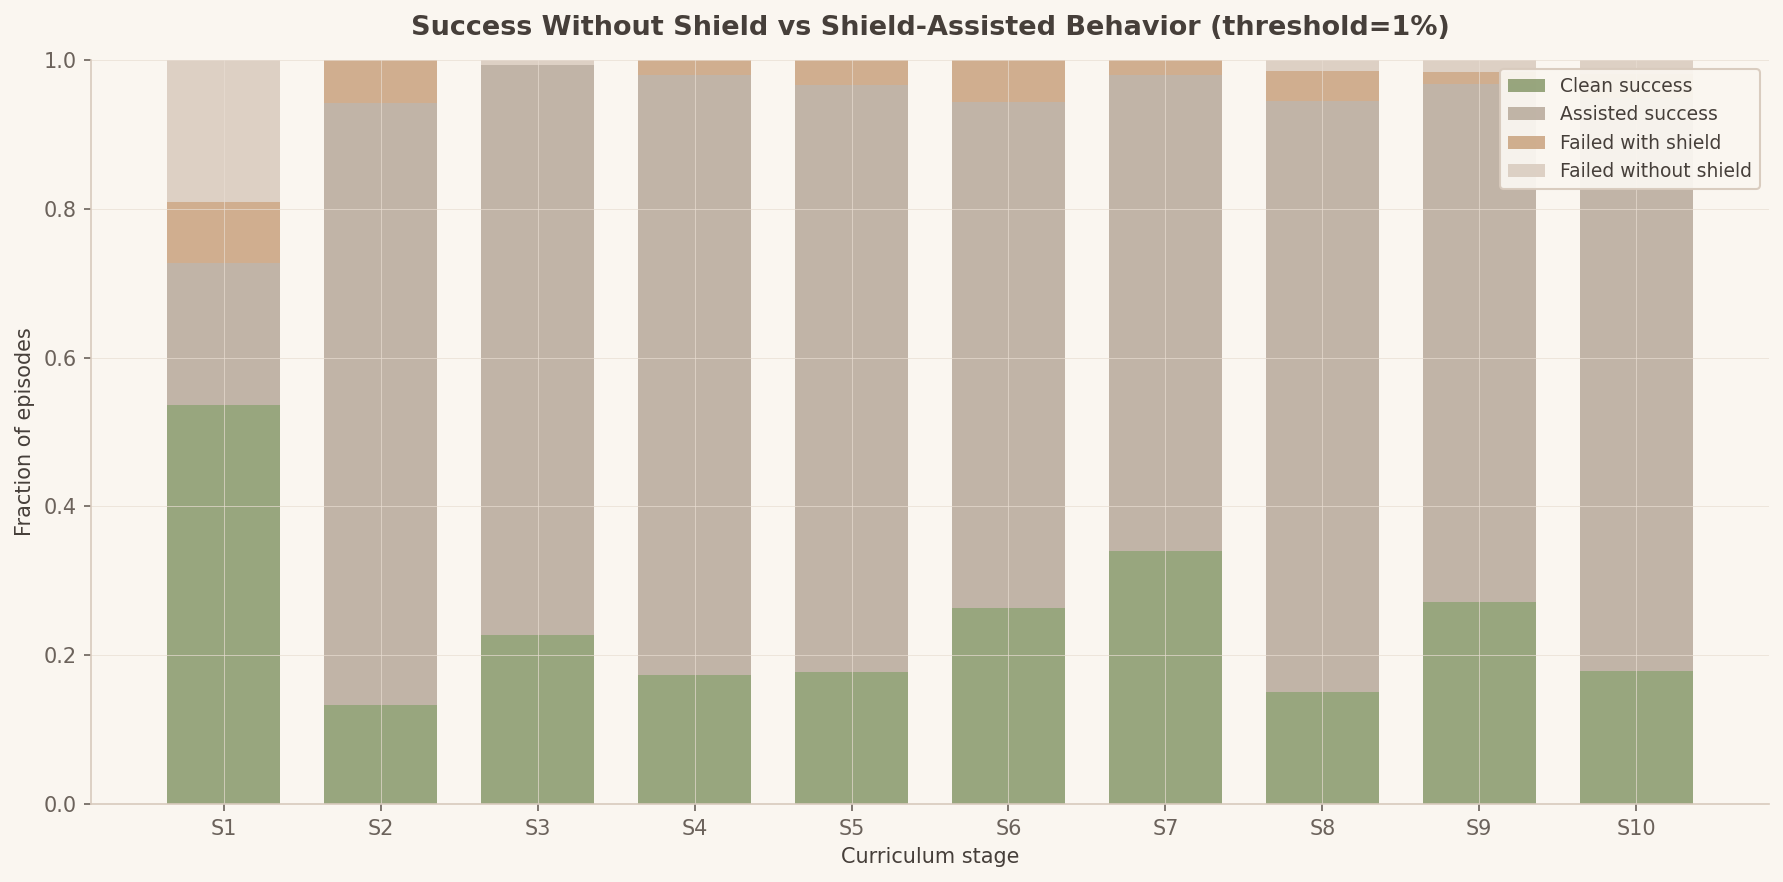 Success Without Shield vs Shield-Assisted Behavior (threshold=1%)
Fraction of episodes
1.0
0.8
0.6
0.4
0.2
0.0
Clean success
Assisted success
Failed with shield
Failed without shield
S1 S2 S3 S4 S5 S6 S7 S8 S9 S10
Curriculum stage